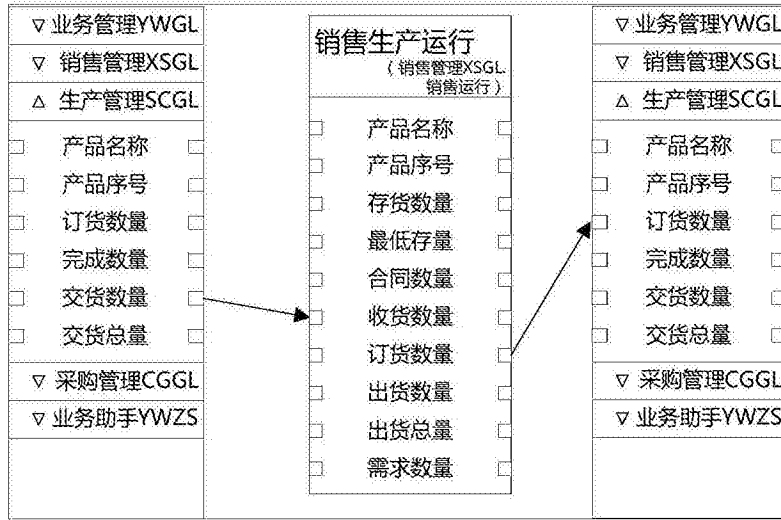 ▽ 业务管理YWGL
▽ 销售管理XSGL
△ 生产管理SCGL
产品名称
产品序号
订货数量
完成数量
交货数量
交货总量
▽ 采购管理CGGL
▽ 业务助手YWZS
销售生产运行
（销售管理XSGL
销售运行）
产品名称
产品序号
存货数量
最低存量
合同数量
收货数量
订货数量
出货数量
出货总量
需求数量
▽ 业务管理YWGL
▽ 销售管理XSGL
△ 生产管理SCGL
产品名称
产品序号
订货数量
完成数量
交货数量
交货总量
▽ 采购管理CGGL
▽ 业务助手YWZS